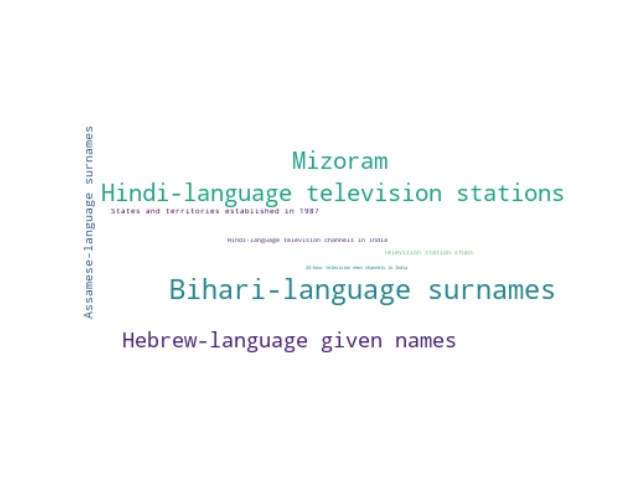 Assamese-language surnames
Mizoram
Hindi-language television stations
States and territories established in 1987
Hindi-language television channels in India
Television station stubs
24-hour television news channels in India
Bihari-language surnames
Hebrew-language given names